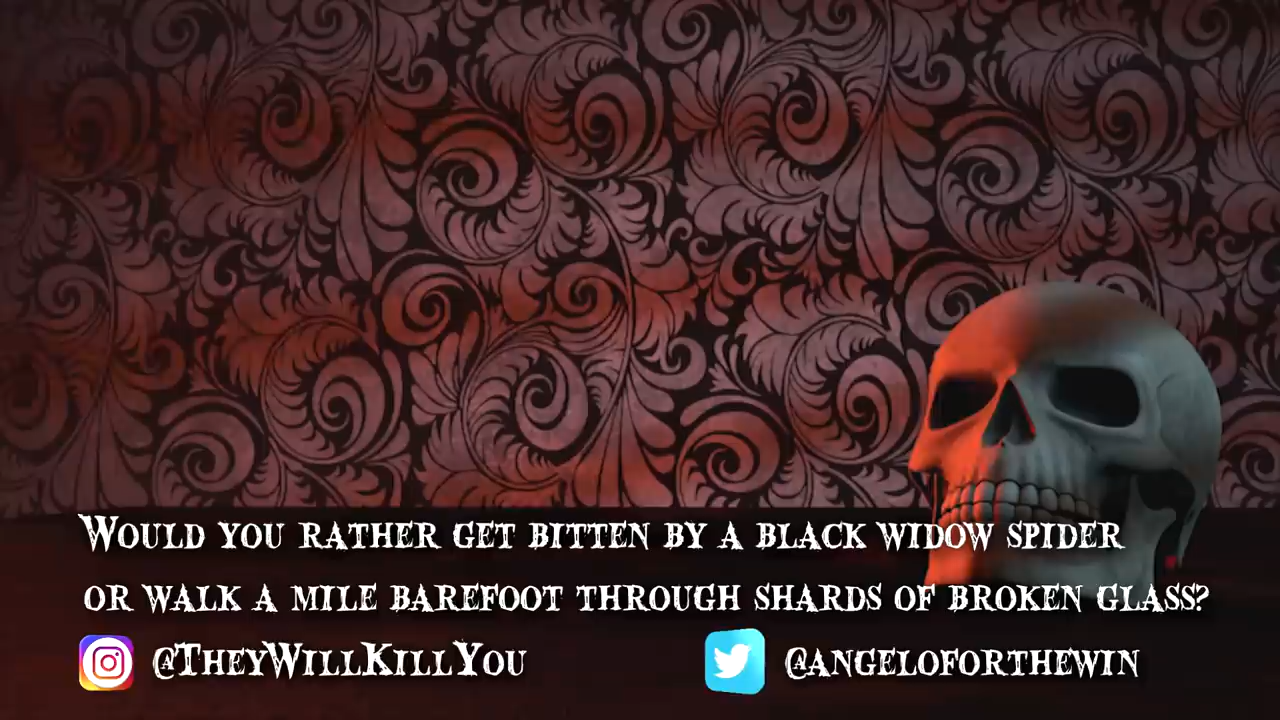 Would you rather get bitten by a black widow spider
or walk a mile barefoot through shards of broken glass?
@TheyWillKillYou
@angeloforthewin